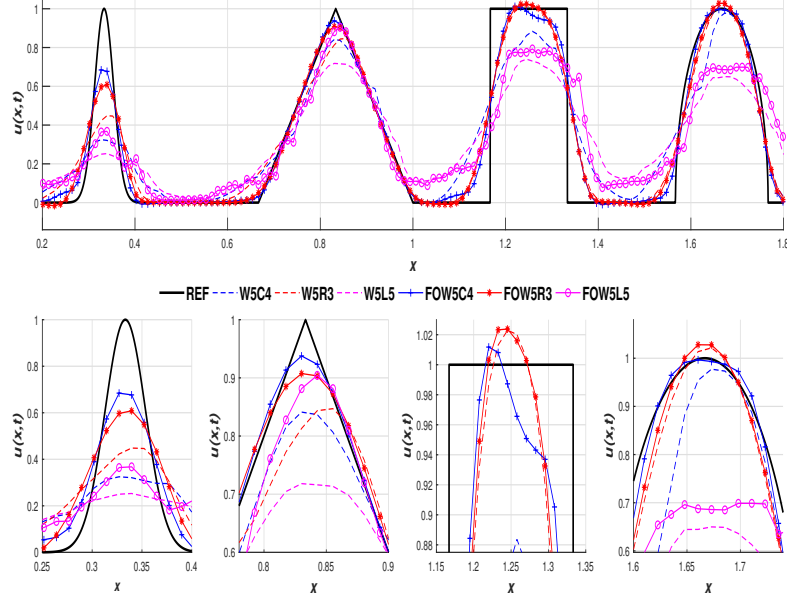 1
0.8
0.6
0.4
0.2
0
u(x,t)
0.2 0.4 0.6 0.8 1 1.2 1.4 1.6 1.8
x
REF W5C4 W5R3 W5L5 FOW5C4 FOW5R3 FOW5L5
1
0.8
0.6
0.4
0.2
0
u(x,t)
0.25 0.3 0.35 0.4
x
1
0.9
0.8
0.7
0.6
u(x,t)
0.8 0.85 0.9
x
1.02
1
0.98
0.96
0.94
0.92
0.9
0.88
u(x,t)
1.15 1.2 1.25 1.3 1.35
x
1
0.9
0.8
0.7
0.6
u(x,t)
1.6 1.65 1.7
x